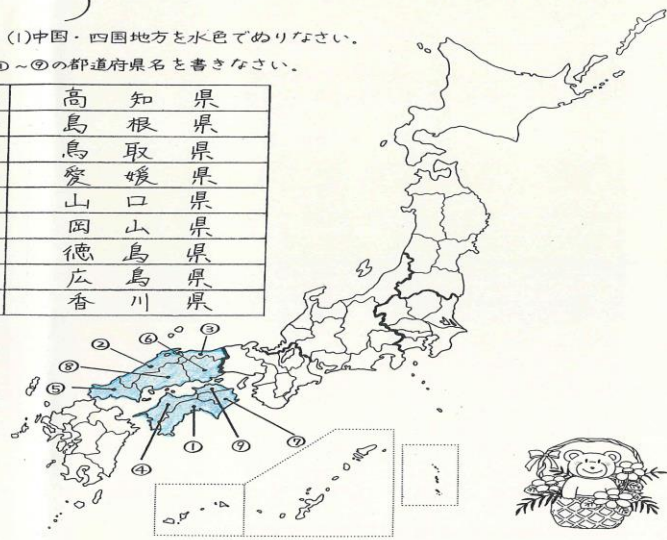 (1)中国・四国地方を水色でぬりなさい。
~⑨の都道府県名を書きなさい。
高知県
島根県
鳥取県
愛媛県
山口県
岡山県
徳島県
広島県
香川県
⑥ ③
②
⑧
⑤
④ ① ⑨ ⑦